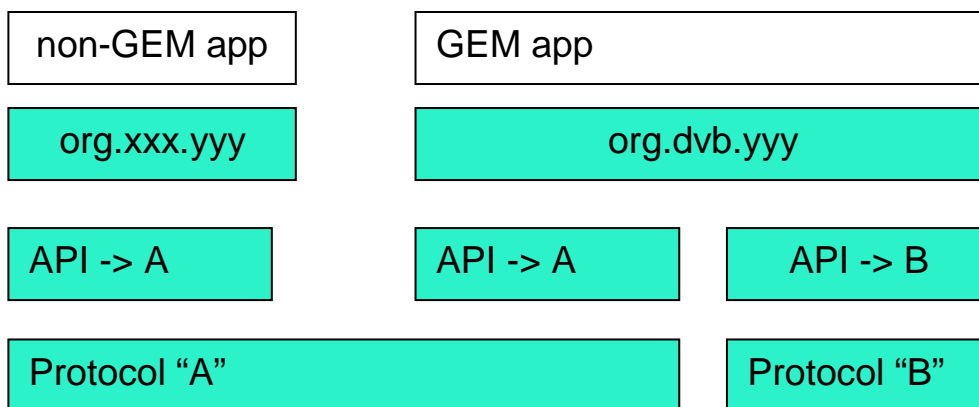 non-GEM app
GEM app
org.xxx.yyy
org.dvb.yyy
API -> A
API -> A
API -> B
Protocol “A”
Protocol “B”